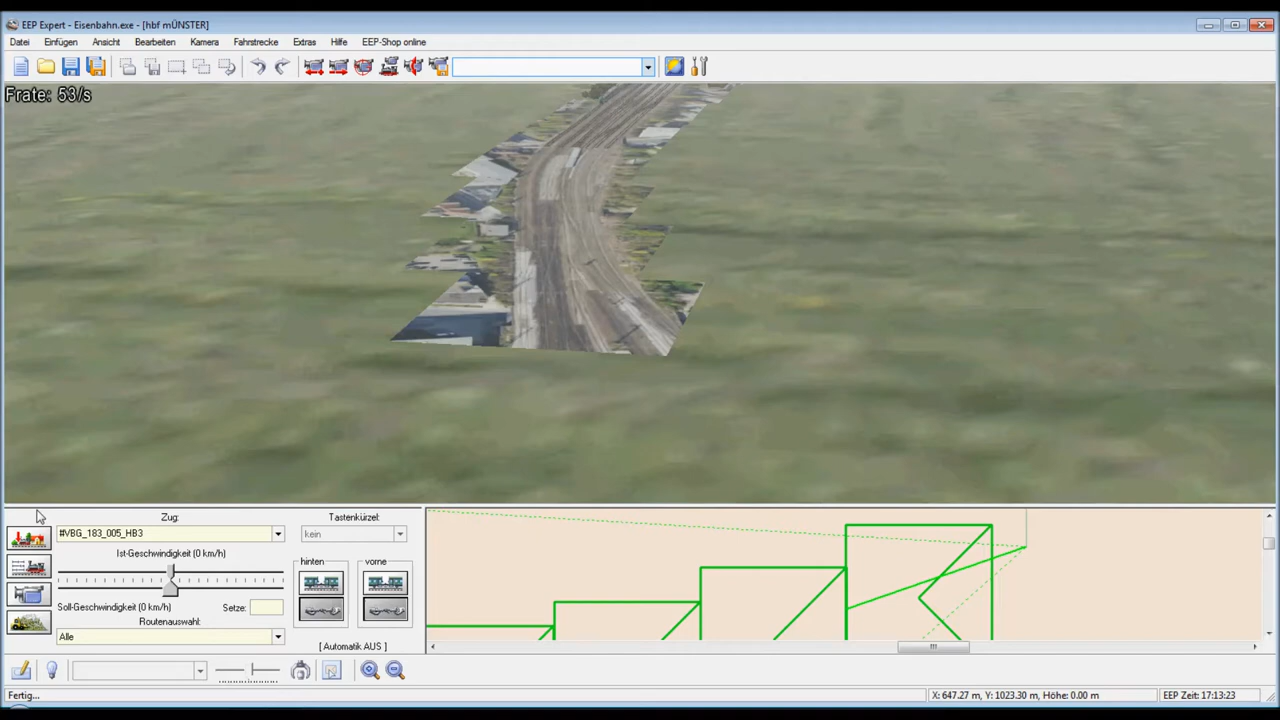 EEP Expert - Eisenbahn.exe - [hbf mÜNSTER]
Datei Einfügen Ansicht Bearbeiten Kamera Fahrstrecke Extras Hilfe EEP-Shop online
Frate: 53/s
Zug:
Tastenkürzel:
#VBG_183_005_HB3
kein
Ist-Geschwindigkeit (0 km/h)
hinten
vorne
Soll-Geschwindigkeit (0 km/h)
Setze:
Routenauswahl:
Alle
[ Automatik AUS ]
Fertig...
X: 647.27 m, Y: 1023.30 m, Höhe: 0.00 m
EEP Zeit: 17:13:23